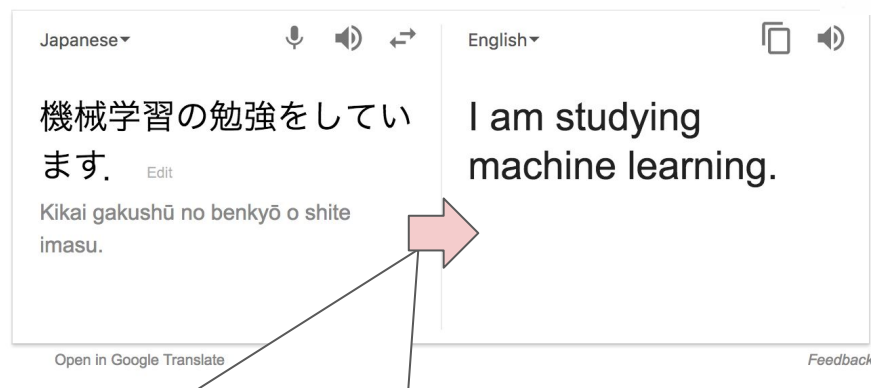 Japanese
English
機械学習の勉強をしてい
ます.
Edit
Kikai gakushū no benkyō o shite
imasu.
I am studying
machine learning.
Open in Google Translate
Feedback